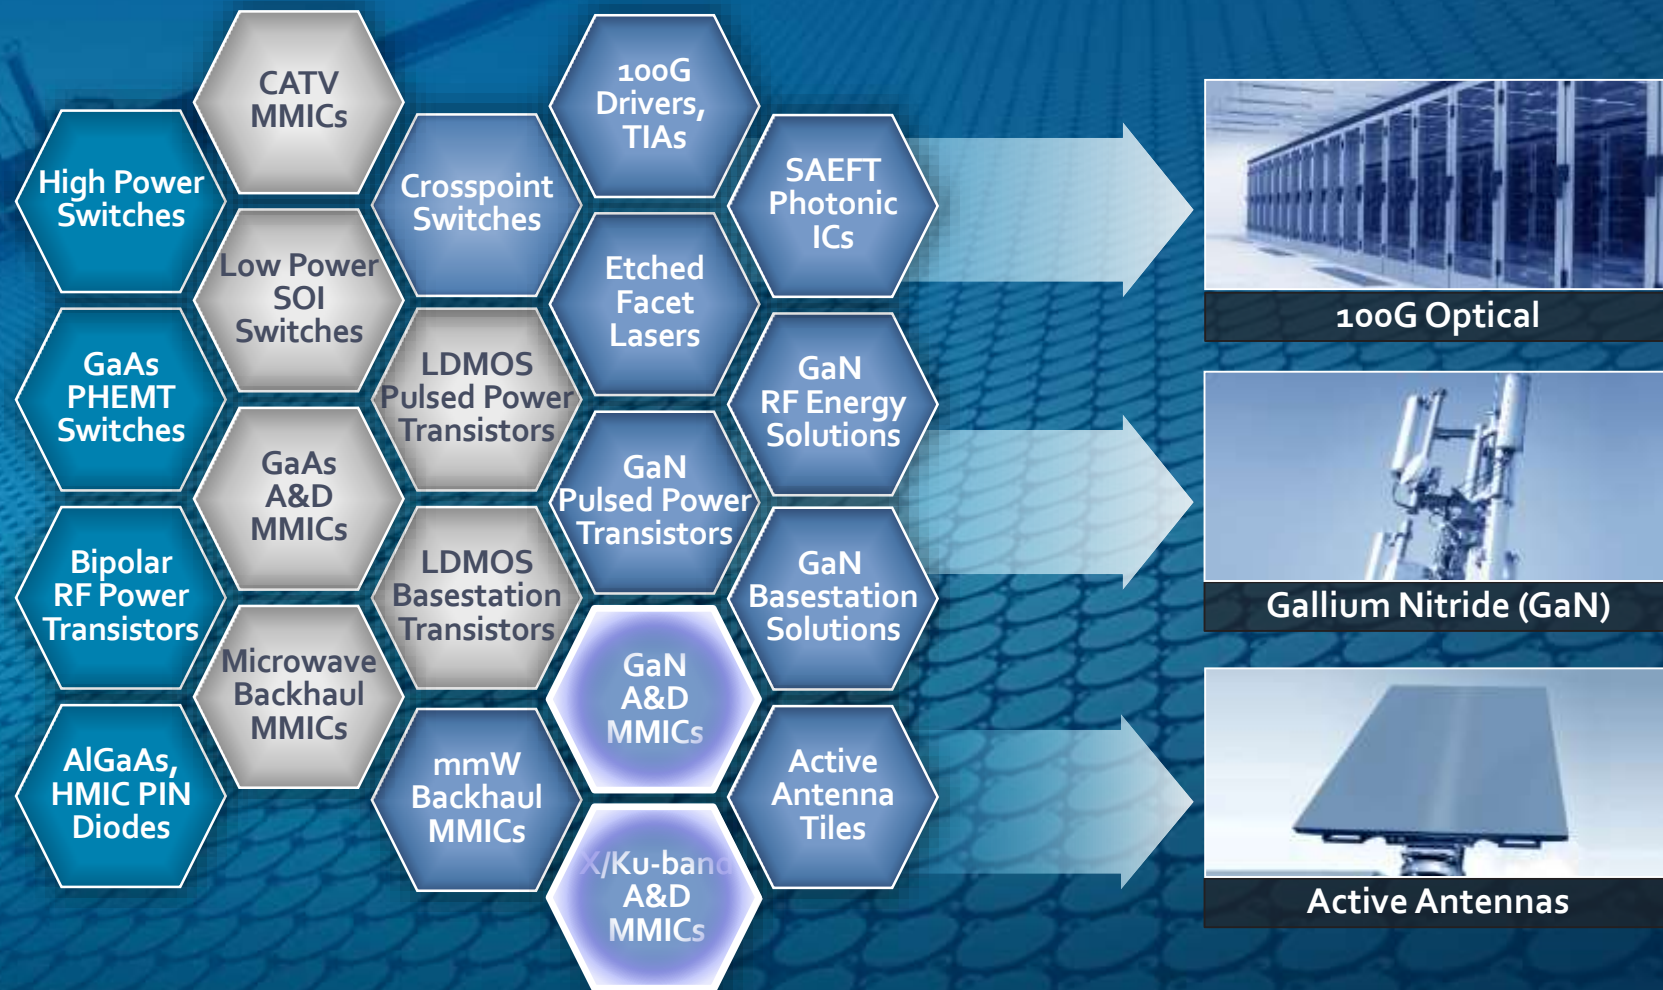 High Power
Switches
GaAs
PHEMT
Switches
Bipolar
RF Power
Transistors
AlGaAs,
HMIC PIN
Diodes
CATV
MMICs
Low Power
SOI
Switches
GaAs
A&D
MMICs
Microwave
Backhaul
MMICs
Crosspoint
Switches
LDMOS
Pulsed Power
Transistors
LDMOS
Basestation
Transistors
mmW
Backhaul
MMICs
100G
Drivers,
TIAs
Etched
Facet
Lasers
GaN
Pulsed Power
Transistors
GaN
A&D
MMICs
X/Ku-band
A&D
MMICs
SAEFT
Photonic
ICs
GaN
RF Energy
Solutions
GaN
Basestation
Solutions
Active
Antenna
Tiles
100G Optical
Gallium Nitride (GaN)
Active Antennas